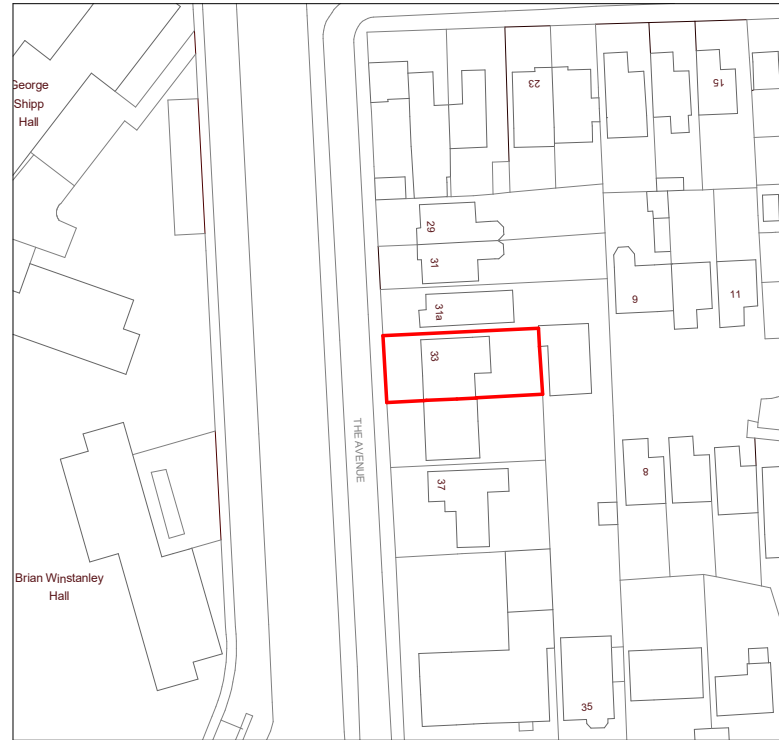 George
Shipp
Hall
23
15
29
31
31a
9
11
33
THE AVENUE
37
8
Brian Winstanley
Hall
35